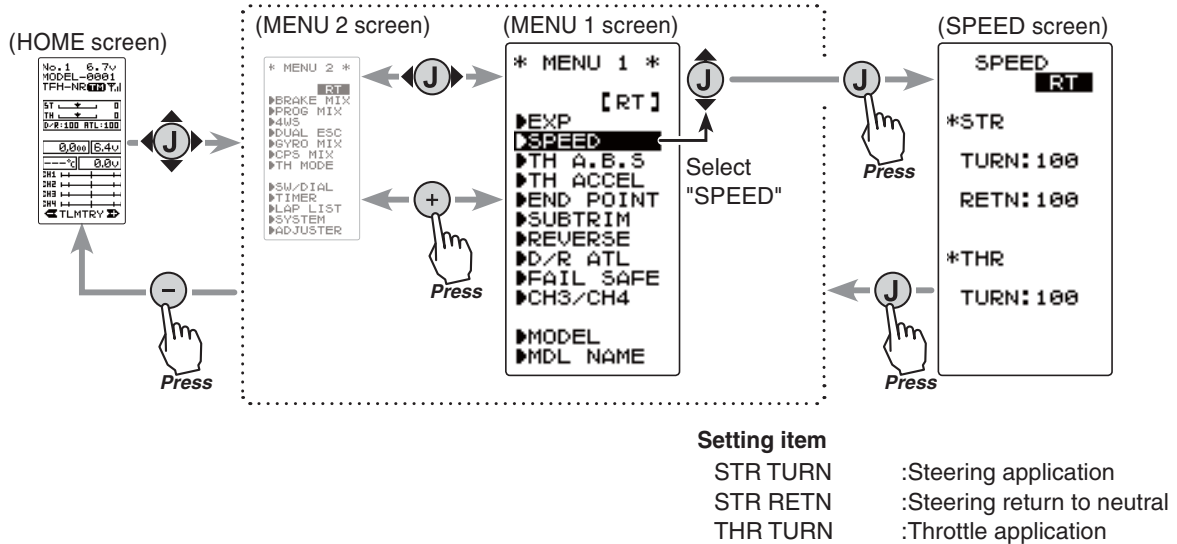 (HOME screen)
No.1 6.7v
MODEL-0001
TFH-NR TM
ST 0
TH 0
D/R:100 ATL:100
0,000 6.4v
---℃ 0.0v
CH1
CH2
CH3
CH4
TLMTRY
Press
(MENU 2 screen)
* MENU 2 *
RT
BRAKE MIX
PROG MIX
4WS
DUAL ESC
GYRO MIX
CPS MIX
TH MODE
SW/DIAL
TIMER
LAP LIST
SYSTEM
ADJUSTER
J
J
+
Press
−
(MENU 1 screen)
* MENU 1 *
[RT]
EXP
SPEED
TH A.B.S
TH ACCEL
END POINT
SUBTRIM
REVERSE
D/R ATL
FAIL SAFE
CH3/CH4
MODEL
MDL NAME
J
Select
"SPEED"
J
Press
J
Press
(SPEED screen)
SPEED
RT
*STR
TURN:100
RETN:100
*THR
TURN:100
Setting item
STR TURN :Steering application
STR RETN :Steering return to neutral
THR TURN :Throttle application